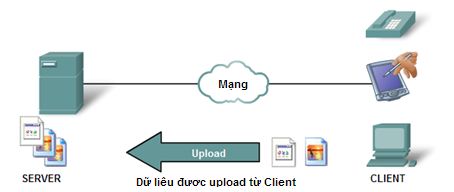 Mạng
Upload
SERVER
CLIENT
Dữ liệu được upload từ Client